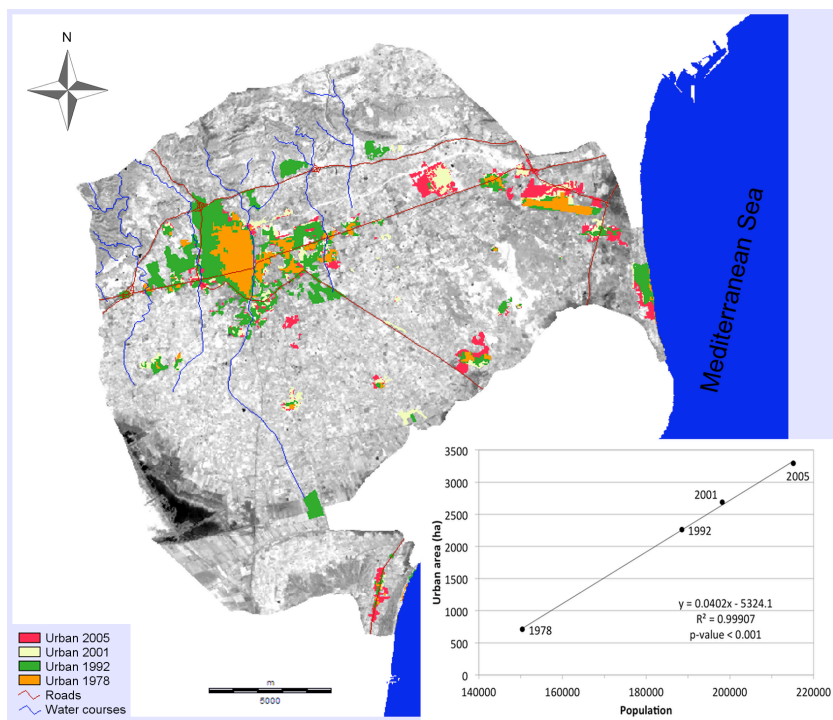 N
Mediterranean Sea
Urban 2005
Urban 2001
Urban 1992
Urban 1978
Roads
Water courses
m
5000
Urban area (ha)
3500
3000
2500
2000
1500
1000
500
0
2005
2001
1992
1978
y = 0.0402x - 5324.1
R² = 0.99907
p-value < 0.001
140000 160000 180000 200000 220000
Population